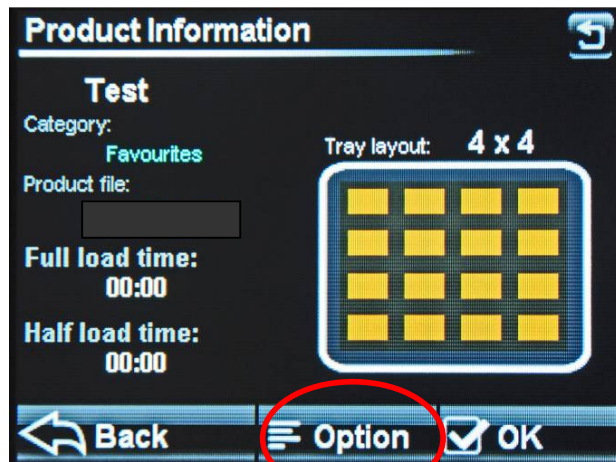 Product Information
Test
Category:
Favourites
Product file:
Full load time:
00:00
Half load time:
00:00
Tray layout: 4 x 4
Back
Option
OK